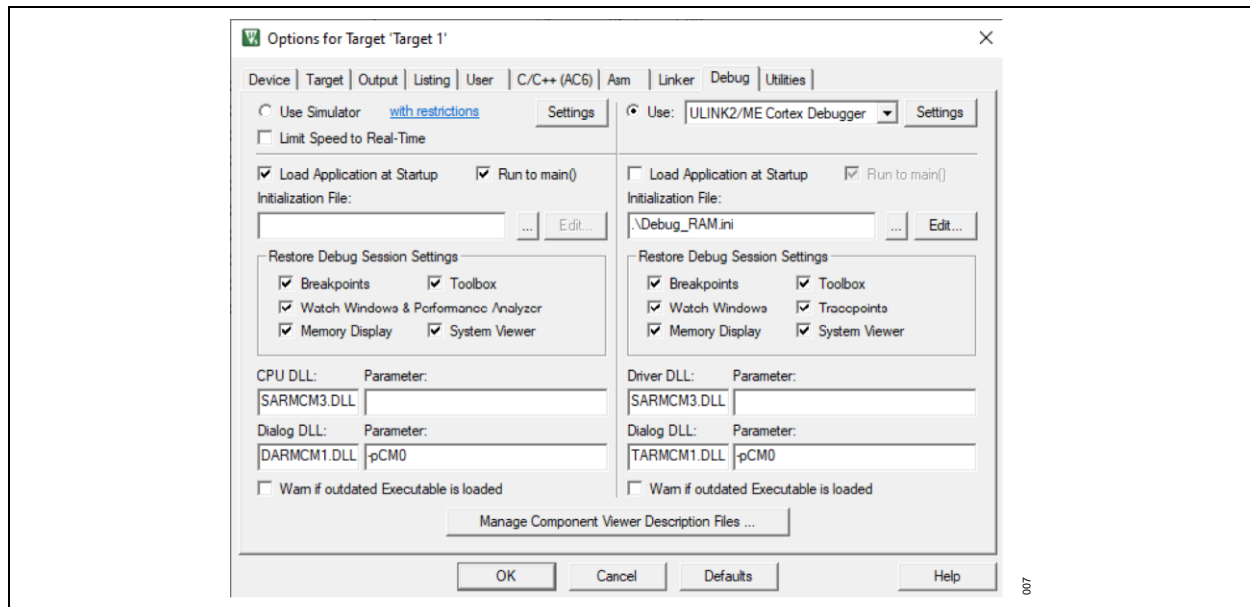 Options for Target 'Target 1'
Device Target Output Listing User C/C++ (AC6) Asm Linker Debug Utilities
Use Simulator with restrictions Settings Use: ULINK2/ME Cortex Debugger Settings
Limit Speed to Real-Time
Load Application at Startup Run to main() Load Application at Startup Run to main()
Initialization File: Initialization File:
... Edit... .\Debug_RAM.ini ... Edit...
Restore Debug Session Settings Restore Debug Session Settings
Breakpoints Toolbox Breakpoints Toolbox
Watch Windows & Performance Analyzer Watch Windows Tracepoints
Memory Display System Viewer Memory Display System Viewer
CPU DLL: Parameter: Driver DLL: Parameter:
SARMCM3.DLL SARMCM3.DLL
Dialog DLL: Parameter: Dialog DLL: Parameter:
DARMCM1.DLL -pCM0 TARMCM1.DLL -pCM0
Warn if outdated Executable is loaded Warn if outdated Executable is loaded
Manage Component Viewer Description Files ...
OK Cancel Defaults Help
007